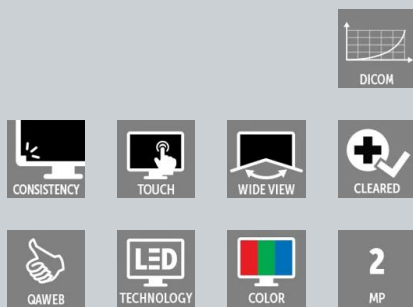 DICOM
CONSISTENCY
TOUCH
WIDE VIEW
CLEARED
QAWEB
LED
TECHNOLOGY
COLOR
2
MP